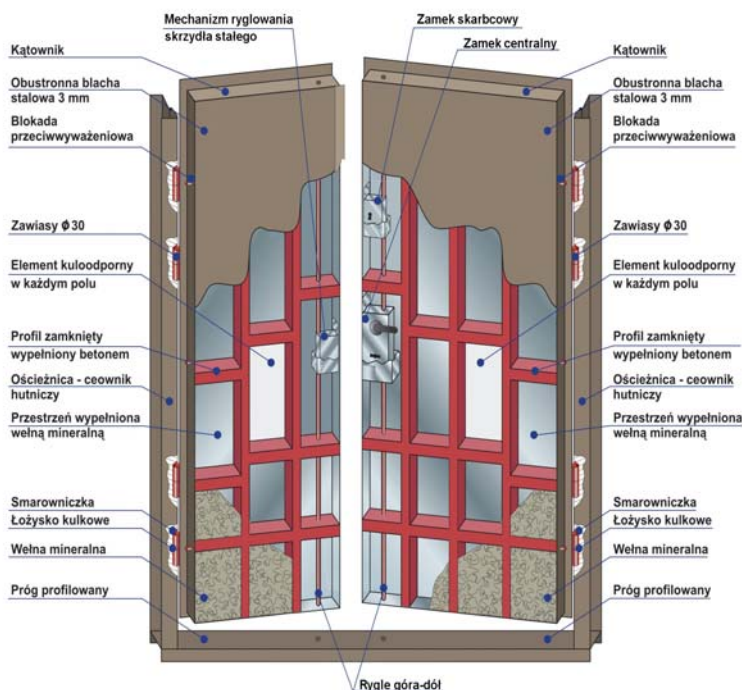 Mechanizm ryglowania
skrzydła stałego
Zamek skarbcowy
Zamek centralny
Kątownik
Obustronna blacha
stalowa 3 mm
Blokada
przeciwwyważeniowa
Zawiasy ϕ 30
Element kuloodporny
w każdym polu
Profil zamknięty
wypełniony betonem
Ościeżnica - ceownik
hutniczy
Przestrzeń wypełniona
wełną mineralną
Smarowniczka
Łożysko kulkowe
Wełna mineralna
Próg profilowany
Kątownik
Obustronna blacha
stalowa 3 mm
Blokada
przeciwwyważeniowa
Zawiasy ϕ 30
Element kuloodporny
w każdym polu
Profil zamknięty
wypełniony betonem
Ościeżnica - ceownik
hutniczy
Przestrzeń wypełniona
wełną mineralną
Smarowniczka
Łożysko kulkowe
Wełna mineralna
Próg profilowany
Rygle góra-dół